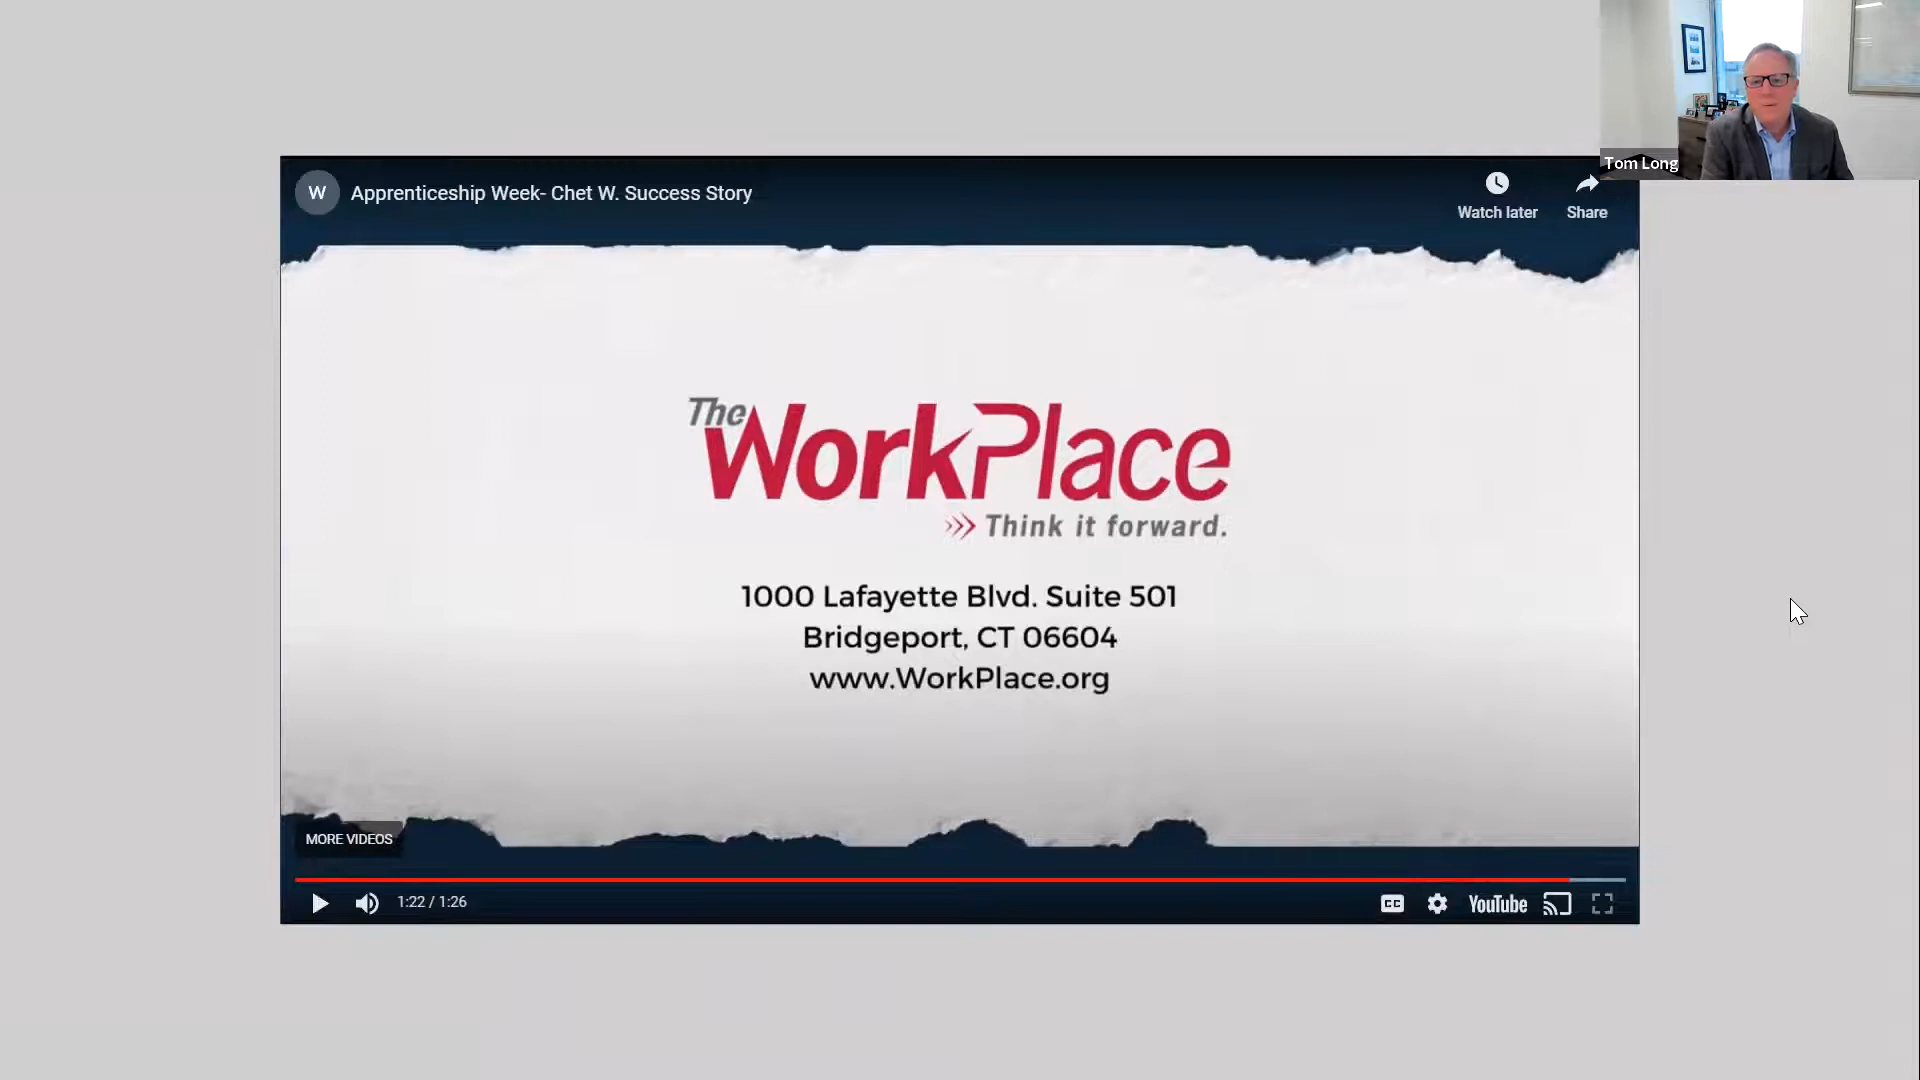 Tom Long
W
Apprenticeship Week- Chet W. Success Story
Watch later
Share
The
WorkPlace
Think it forward.
1000 Lafayette Blvd. Suite 501
Bridgeport, CT 06604
www.WorkPlace.org
MORE VIDEOS
1:22 / 1:26
CC
YouTube